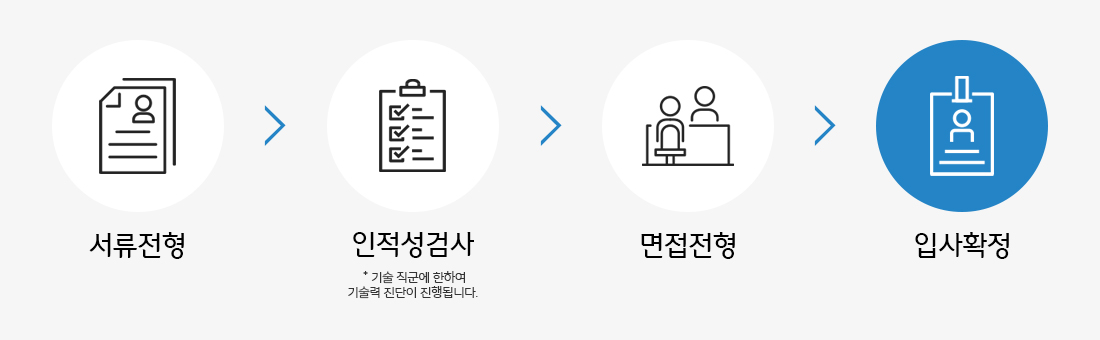 서류전형
인적성검사
* 기술 직군에 한하여
기술력 진단이 진행됩니다.
면접전형
입사확정